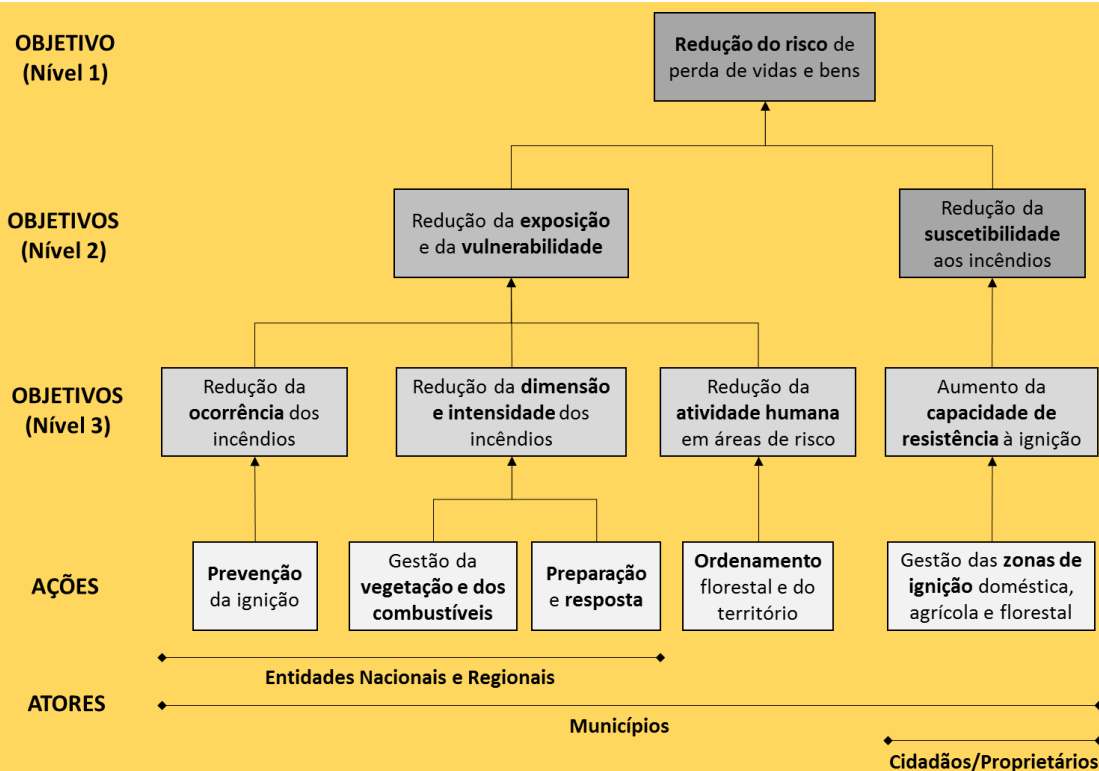 OBJETIVO
(Nível 1)
Redução do risco de
perda de vidas e bens
OBJETIVOS
(Nível 2)
Redução da exposição
e da vulnerabilidade
Redução da
suscetibilidade
aos incêndios
OBJETIVOS
(Nível 3)
Redução da
ocorrência dos
incêndios
Redução da dimensão
e intensidade dos
incêndios
Redução da
atividade humana
em áreas de risco
Aumento da
capacidade de
resistência à ignição
AÇÕES
Prevenção
da ignição
Gestão da
vegetação e dos
combustíveis
Preparação
e resposta
Ordenamento
florestal e do
território
Gestão das zonas de
ignição doméstica,
agrícola e florestal
ATORES
Entidades Nacionais e Regionais
Municípios
Cidadãos/Proprietários